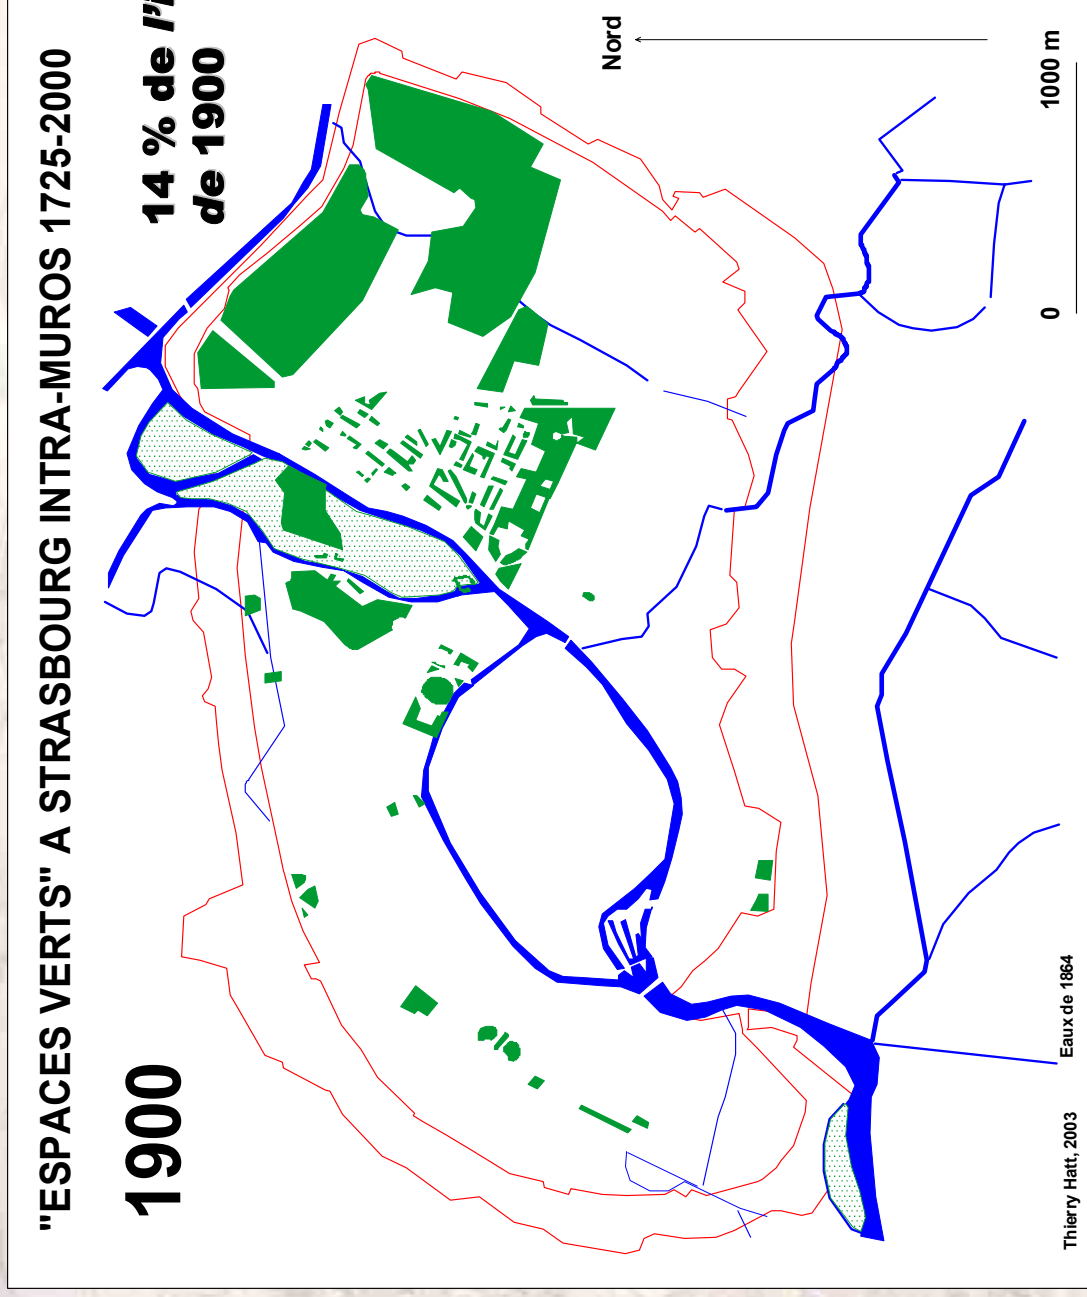 "ESPACES VERTS" A STRASBOURG INTRA-MUROS 1725-2000
1900
14 % de
de 1900
Nord
0
1000 m
Thierry Hatt, 2003
Eaux de 1864